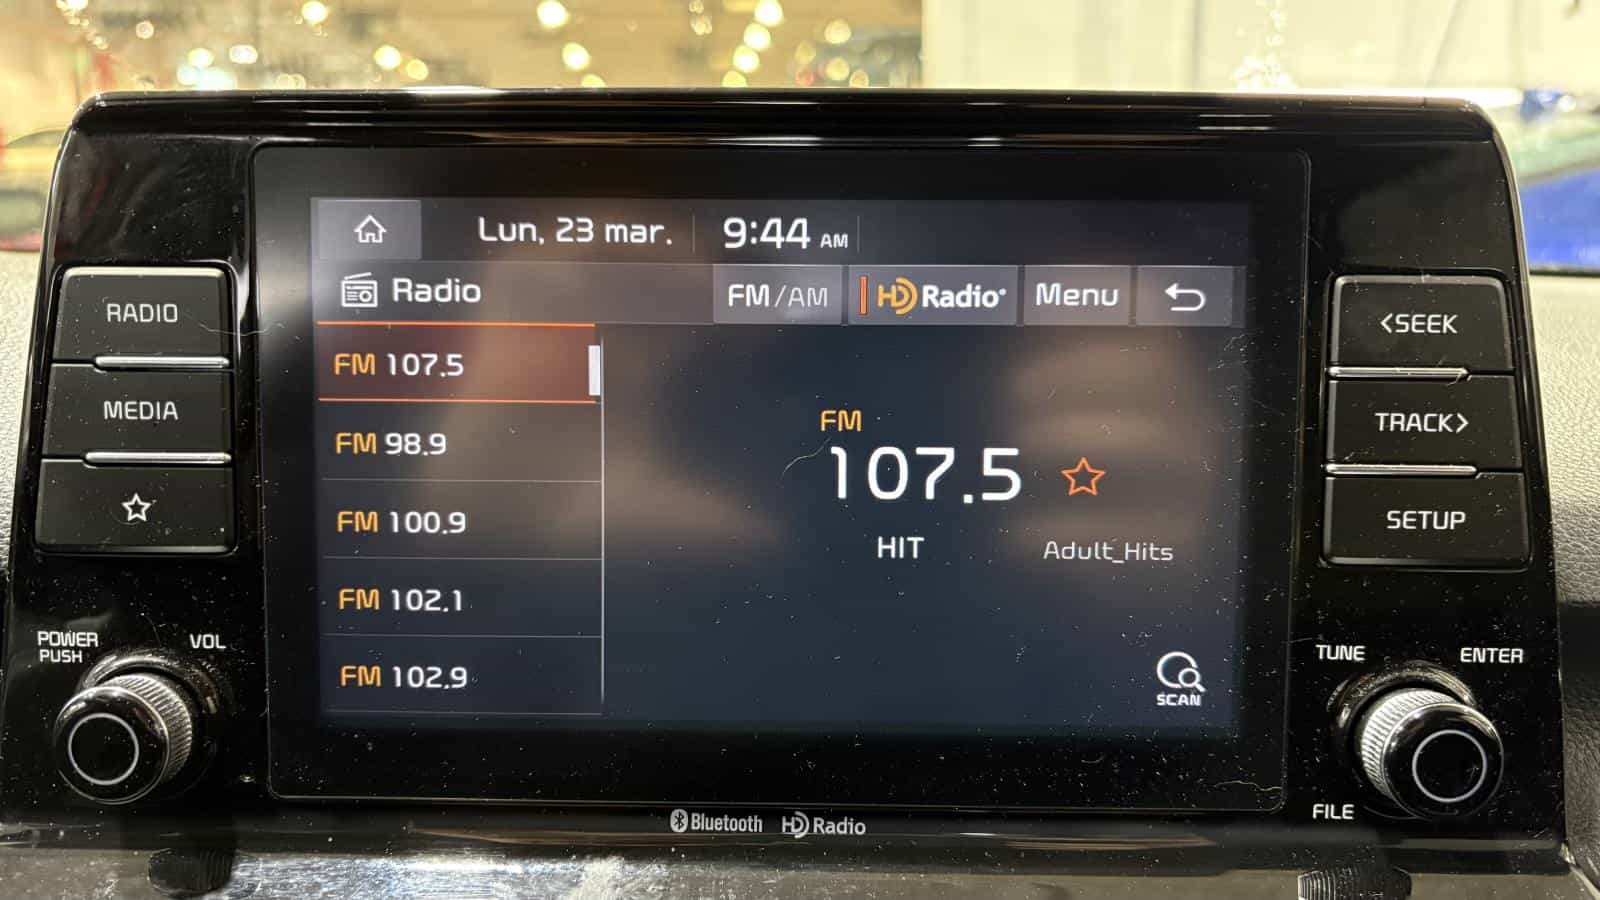 Lun, 23 mar. 9:44 AM
Radio FM/AM HD Radio Menu
FM 107.5
FM 98.9
FM 100.9
FM 102.1
FM 102.9
FM
107.5
HIT Adult_Hits
SCAN
RADIO
MEDIA
POWER
PUSH
VOL
<SEEK
TRACK>
SETUP
TUNE
ENTER
FILE
Bluetooth HD Radio